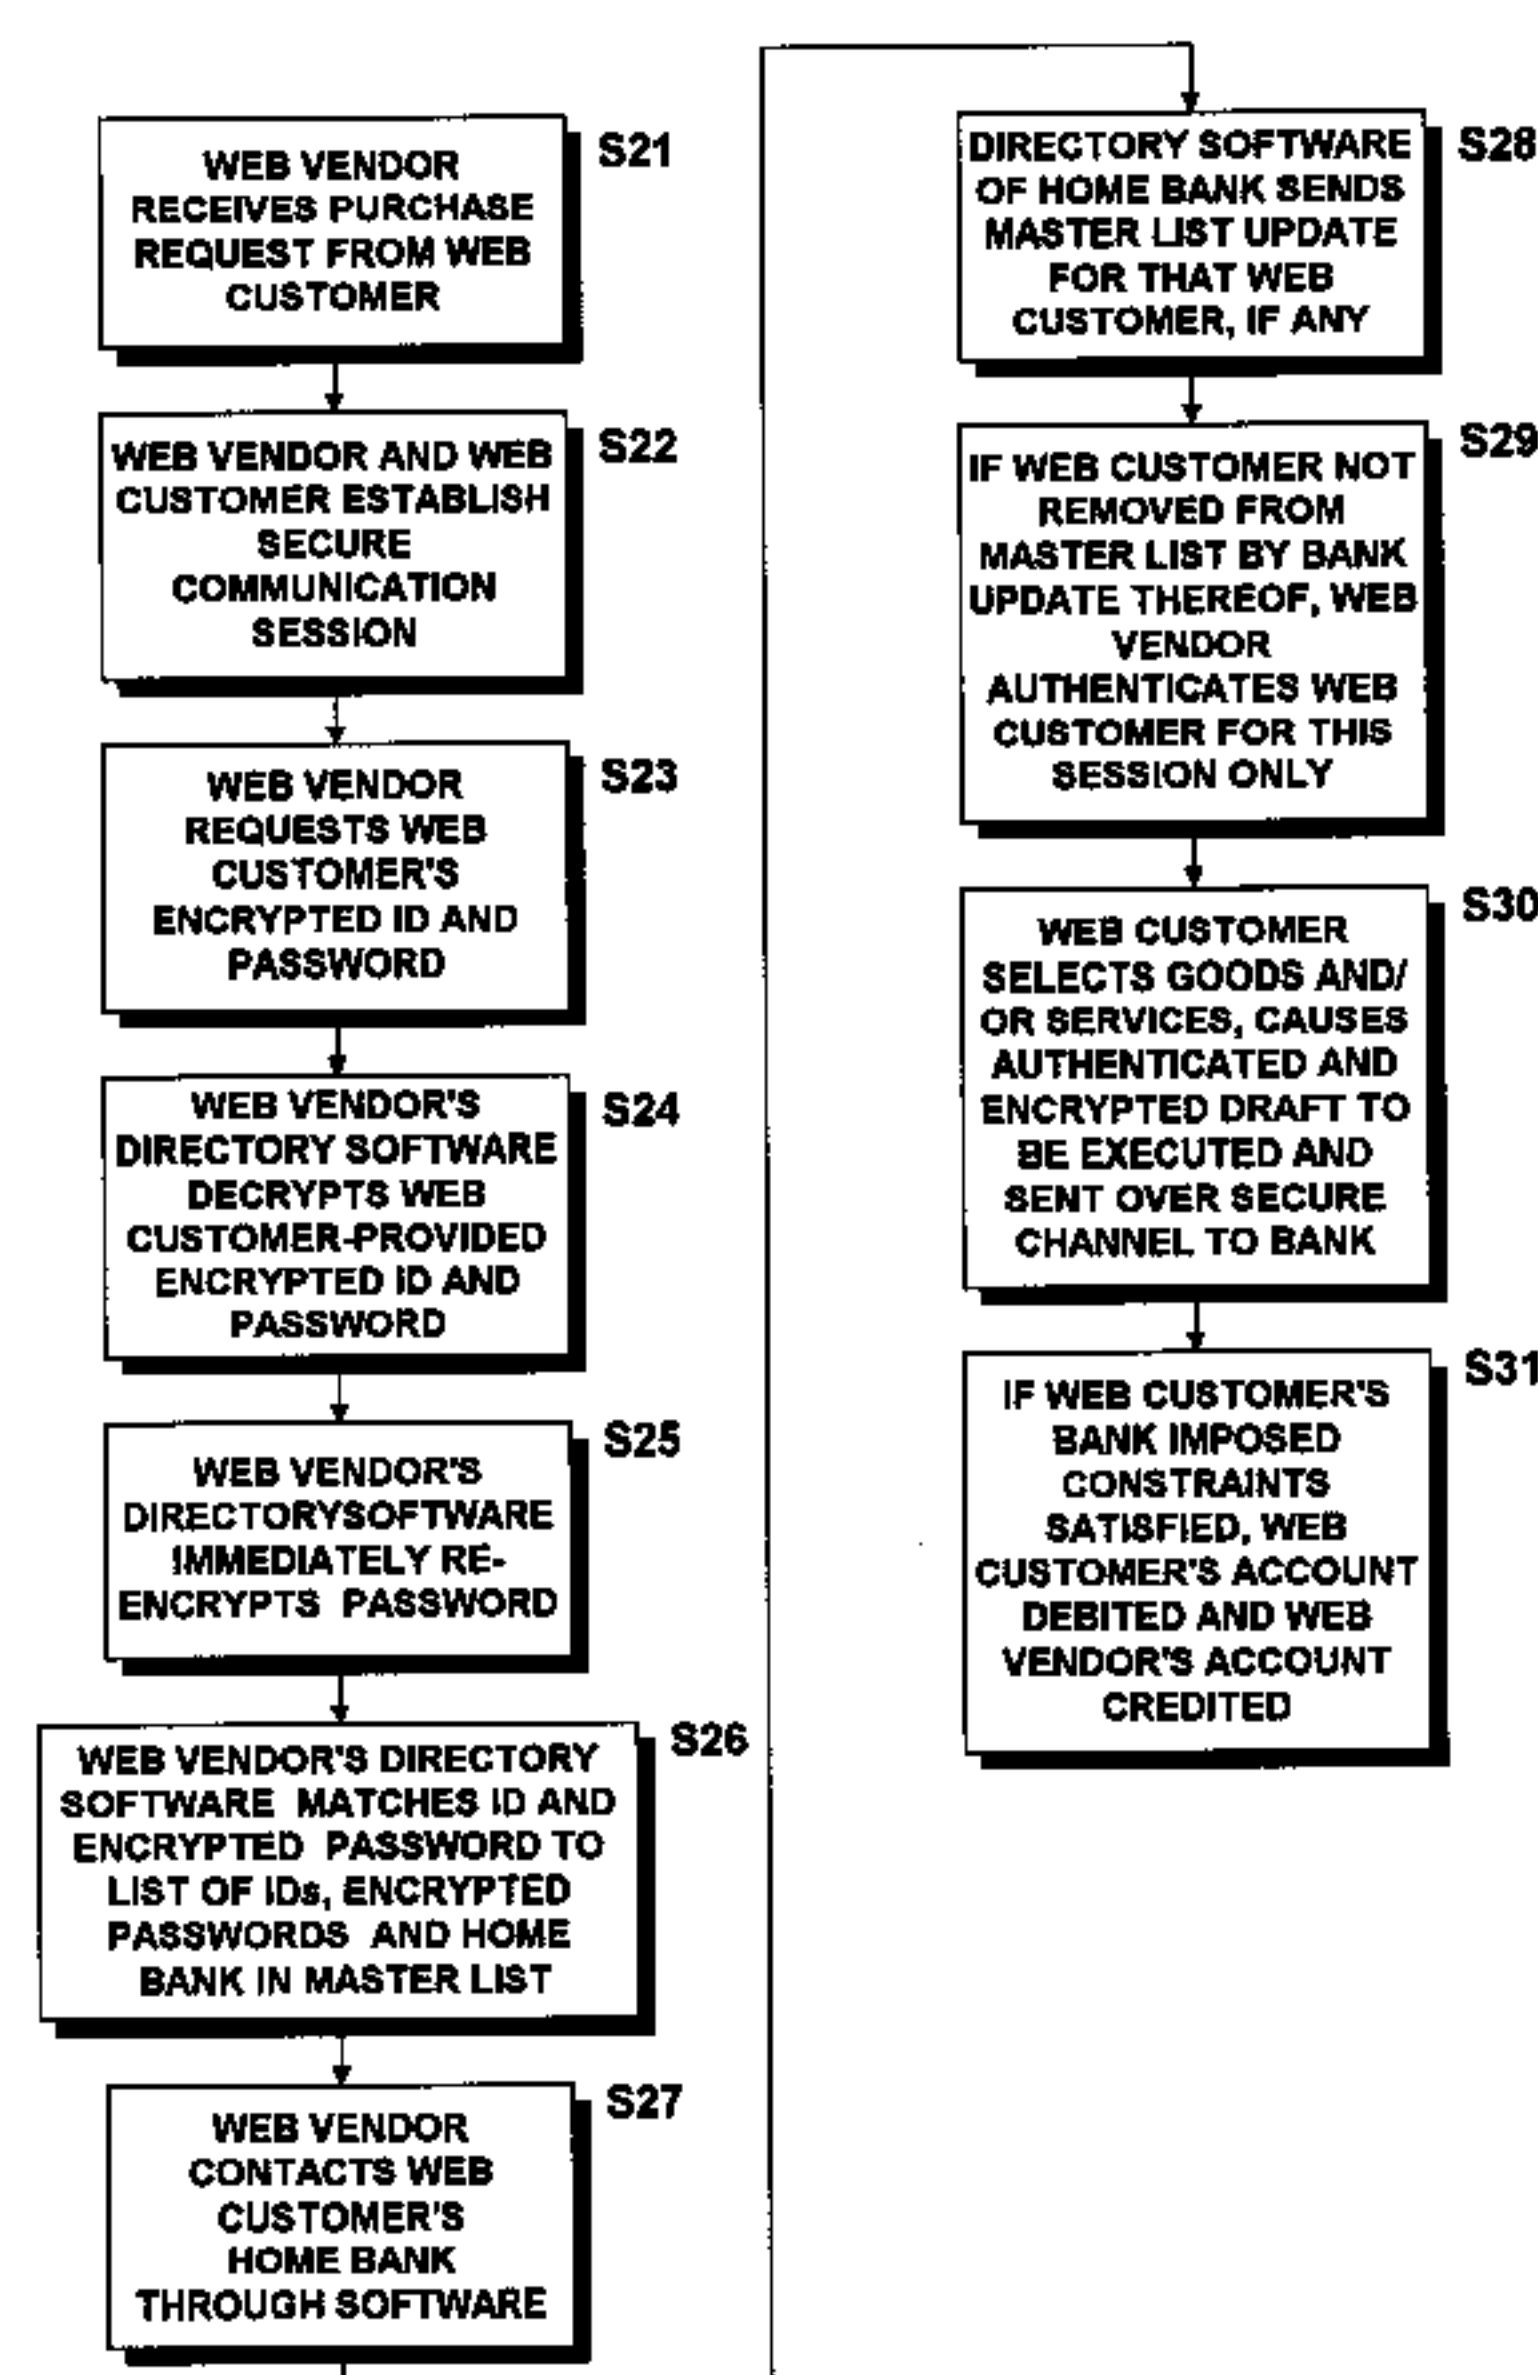 WEB VENDOR
RECEIVES PURCHASE
REQUEST FROM WEB
CUSTOMER
S21
WEB VENDOR AND WEB
CUSTOMER ESTABLISH
SECURE
COMMUNICATION
SESSION
S22
WEB VENDOR
REQUESTS WEB
CUSTOMER'S
ENCRYPTED ID AND
PASSWORD
S23
WEB VENDOR'S
DIRECTORY SOFTWARE
DECRYPTS WEB
CUSTOMER-PROVIDED
ENCRYPTED ID AND
PASSWORD
S24
WEB VENDOR'S
DIRECTORYSOFTWARE
IMMEDIATELY RE-
ENCRYPTS PASSWORD
S25
WEB VENDOR'S DIRECTORY
SOFTWARE MATCHES ID AND
ENCRYPTED PASSWORD TO
LIST OF IDs, ENCRYPTED
PASSWORDS AND HOME
BANK IN MASTER LIST
S26
WEB VENDOR
CONTACTS WEB
CUSTOMER'S
HOME BANK
THROUGH SOFTWARE
S27
DIRECTORY SOFTWARE
OF HOME BANK SENDS
MASTER LIST UPDATE
FOR THAT WEB
CUSTOMER, IF ANY
S28
IF WEB CUSTOMER NOT
REMOVED FROM
MASTER LIST BY BANK
UPDATE THEREOF, WEB
VENDOR
AUTHENTICATES WEB
CUSTOMER FOR THIS
SESSION ONLY
S29
WEB CUSTOMER
SELECTS GOODS AND/
OR SERVICES, CAUSES
AUTHENTICATED AND
ENCRYPTED DRAFT TO
BE EXECUTED AND
SENT OVER SECURE
CHANNEL TO BANK
S30
IF WEB CUSTOMER'S
BANK IMPOSED
CONSTRAINTS
SATISFIED, WEB
CUSTOMER'S ACCOUNT
DEBITED AND WEB
VENDOR'S ACCOUNT
CREDITED
S31